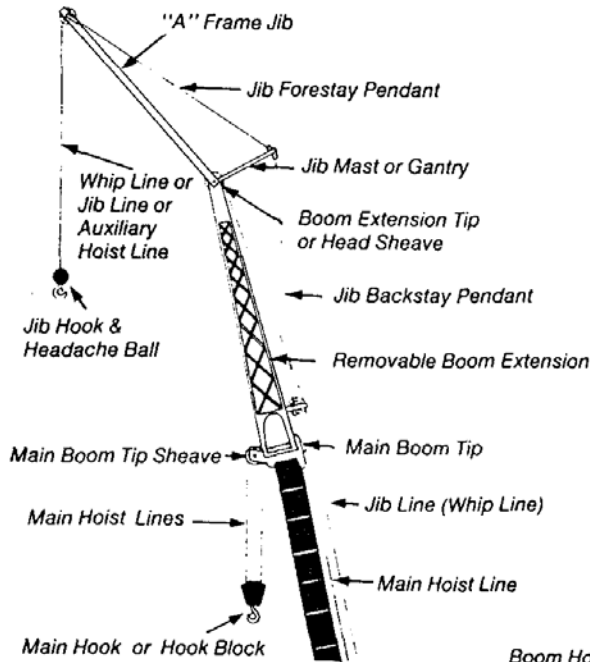 "A" Frame Jib
Jib Forestay Pendant
Jib Mast or Gantry
Whip Line or
Jib Line or
Auxiliary
Hoist Line
Boom Extension Tip
or Head Sheave
Jib Backstay Pendant
Jib Hook &
Headache Ball
Removable Boom Extension
Main Boom Tip Sheave
Main Boom Tip
Main Hoist Lines
Jib Line (Whip Line)
Main Hoist Line
Main Hook or Hook Block
Boom Ho